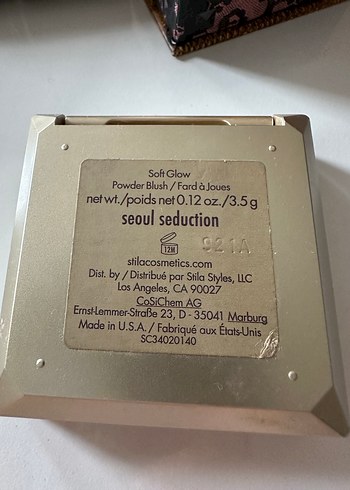 Soft Glow
Powder Blush / Fard à Joues
net wt./poids net 0.12 oz./3.5 g
seoul seduction
12M
stilacosmetics.com
Dist. by / Distribué par Stila Styles, LLC
Los Angeles, CA 90027
CoSiChem AG
Ernst-Lemmer-Straße 23, D - 35041 Marburg
Made in U.S.A. / Fabriqué aux États-Unis
SC34020140